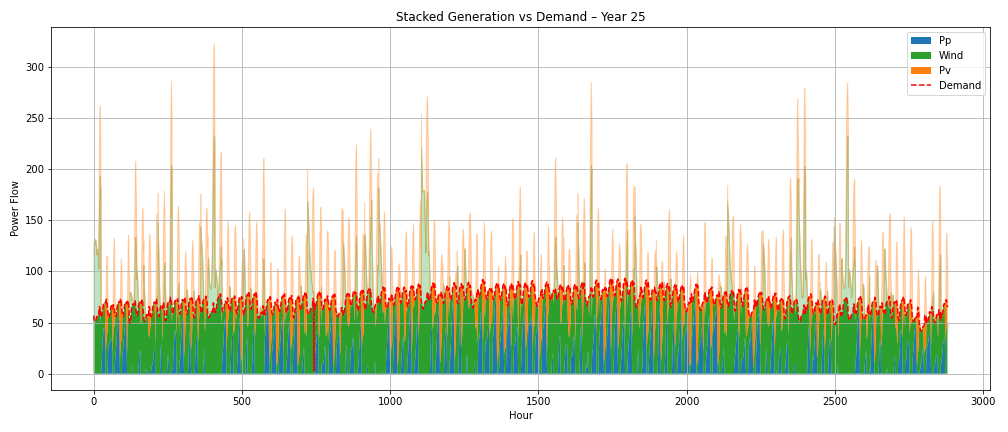 Stacked Generation vs Demand – Year 25
Pp
Wind
Pv
Demand
Power Flow
300
250
200
150
100
50
0
0 500 1000 1500 2000 2500 3000
Hour